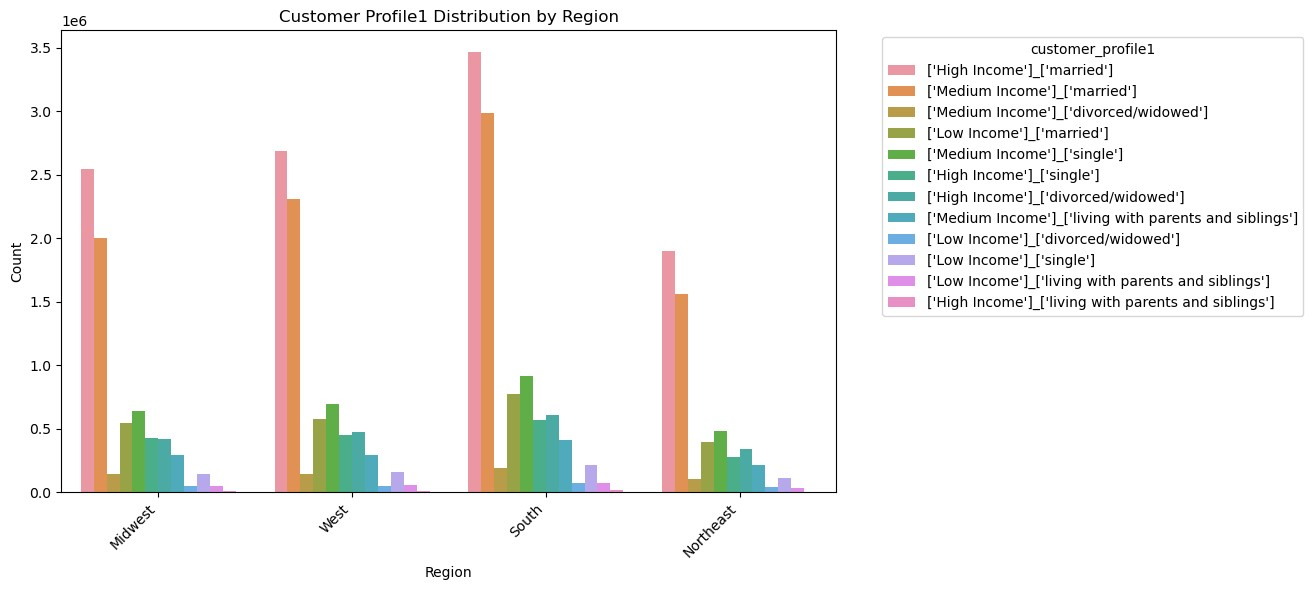 Customer Profile1 Distribution by Region
1e6
3.5
3.0
2.5
2.0
1.5
1.0
0.5
0.0
Count
Midwest
West
South
Northeast
Region
customer_profile1
['High Income']_['married']
['Medium Income']_['married']
['Medium Income']_['divorced/widowed']
['Low Income']_['married']
['Medium Income']_['single']
['High Income']_['single']
['High Income']_['divorced/widowed']
['Medium Income']_['living with parents and siblings']
['Low Income']_['divorced/widowed']
['Low Income']_['single']
['Low Income']_['living with parents and siblings']
['High Income']_['living with parents and siblings']